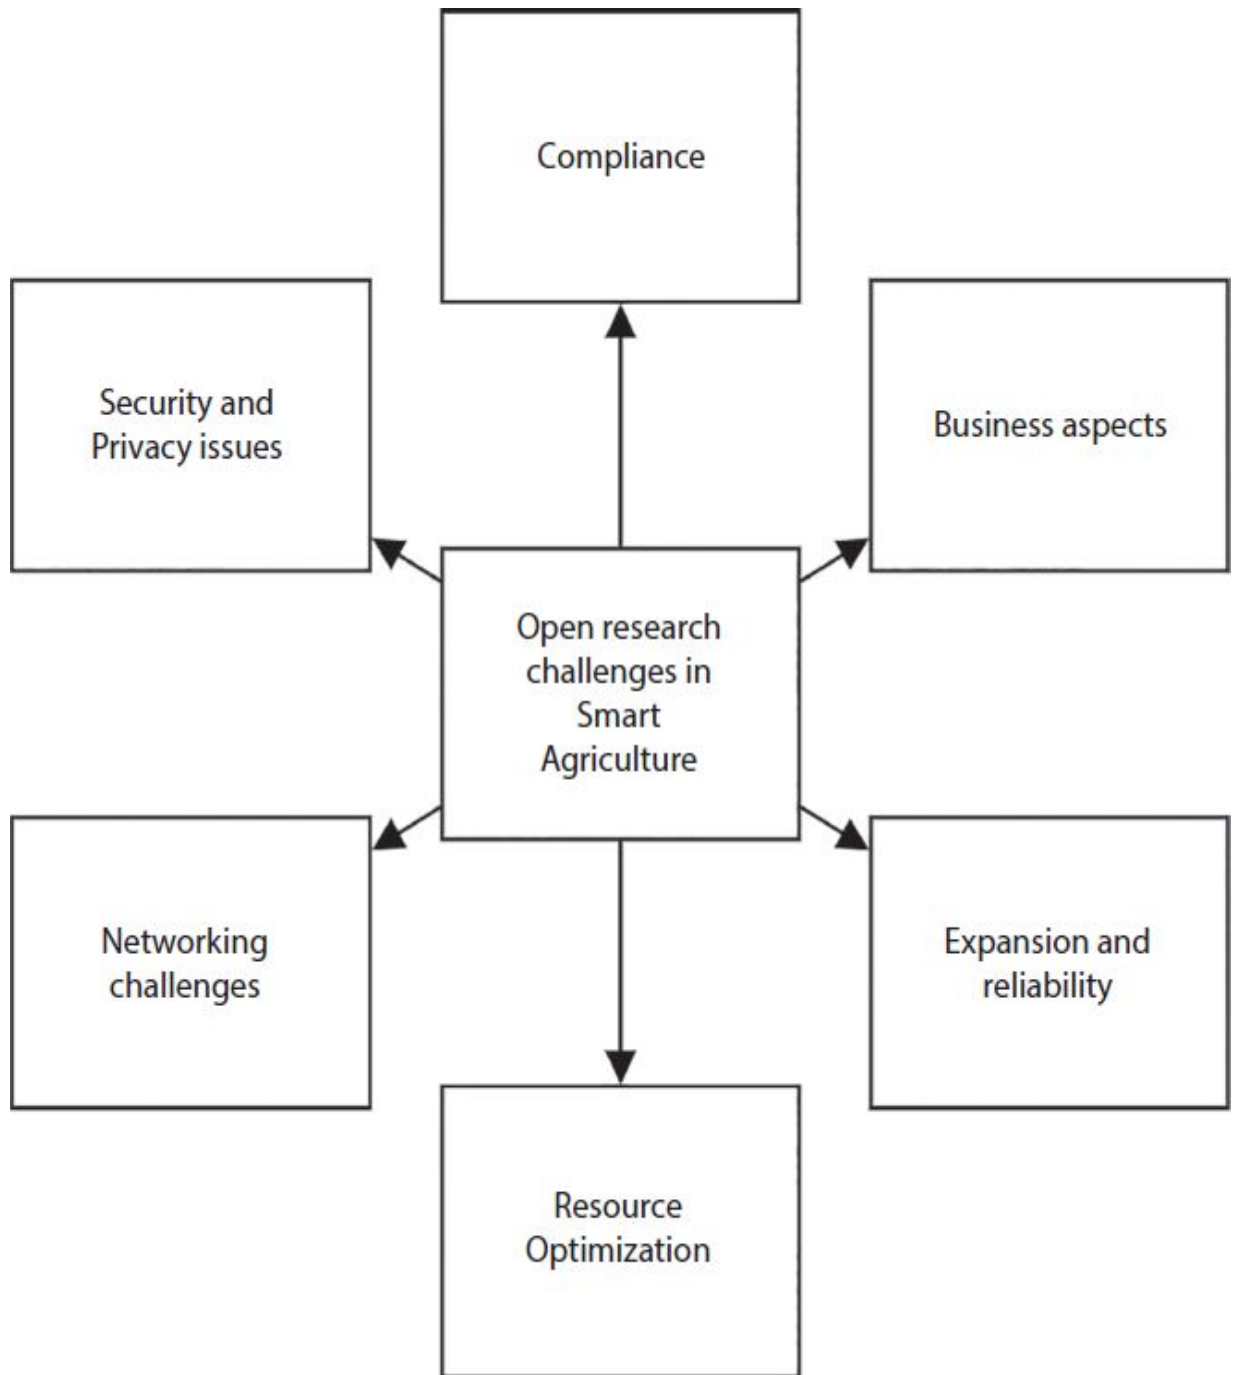 Compliance
Security and
Privacy issues
Business aspects
Open research
challenges in
Smart
Agriculture
Networking
challenges
Expansion and
reliability
Resource
Optimization